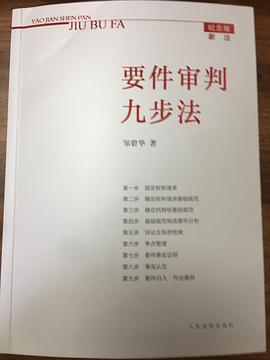 YAO JIAN SHEN PAN
JIU BU FA
纪念版
新注
要件审判
九步法
邹碧华 著
第一步 固定权利请求
第二步 确定权利请求基础规范
第三步 确定抗辩权基础规范
第四步 基础规范构成要件分析
第五步 诉讼主张的检索
第六步 争点整理
第七步 要件事实证明
第八步 事实认定
第九步 要件归入 作出裁判
人民法院出版社